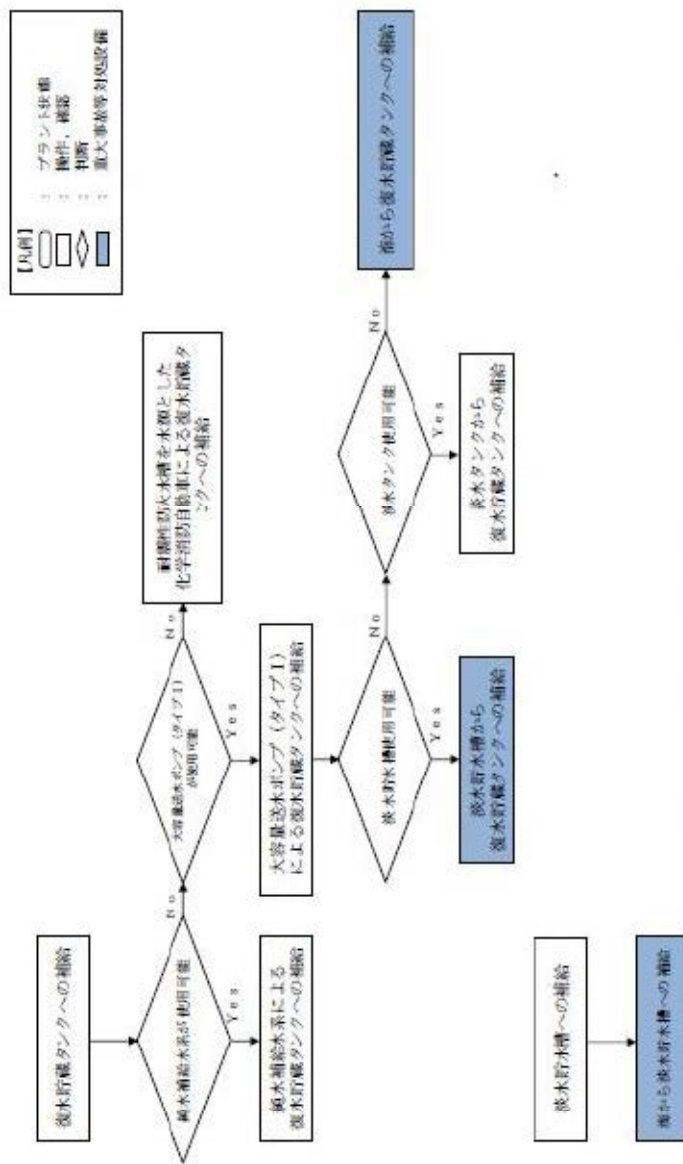 【凡例】
： プラント状態
： 操作，確認
： 判断
： 重大事故等対処設備
復水貯蔵タンクへの補給
純水補給水系が使用可能
No
Yes
純水補給水系による
復水貯蔵タンクへの補給
大容量送水ポンプ（タイプⅠ）
が使用可能
No
Yes
耐震性防火水槽を水源とした
化学消防自動車による復水貯蔵タ
ンクへの補給
大容量送水ポンプ（タイプⅠ）
による復水貯蔵タンクへの補給
淡水貯水槽使用可能
No
Yes
淡水貯水槽から
復水貯蔵タンクへの補給
淡水タンク使用可能
No
Yes
淡水タンクから
復水貯蔵タンクへの補給
海から復水貯蔵タンクへの補給
淡水貯水槽への補給
海から淡水貯水槽への補給